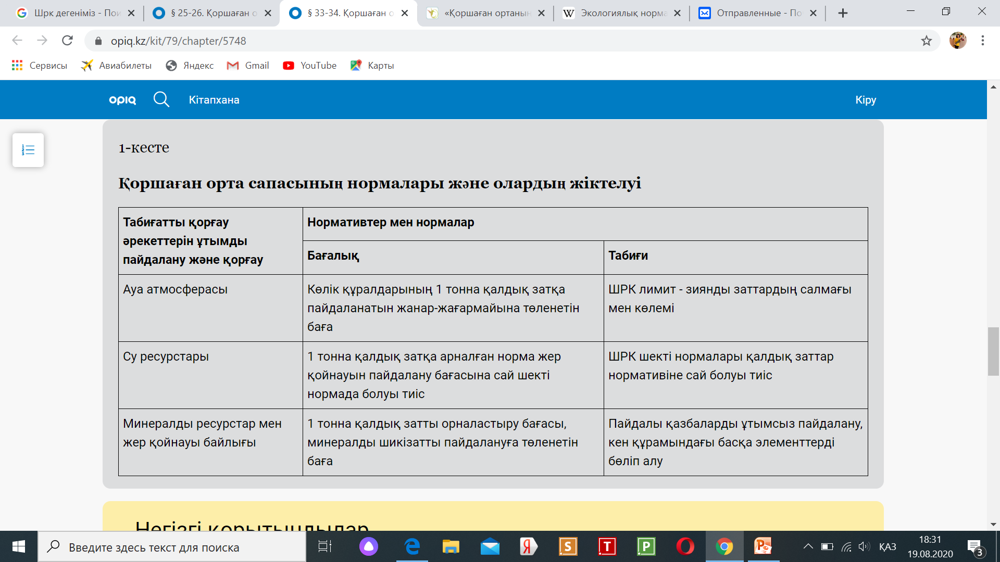 Шрк дегеніміз - Пои
§ 25-26. Қоршаған о
§ 33-34. Қоршаған о
«Қоршаған ортанын
Экологиялық норма
Отправленные - По
opiq.kz/kit/79/chapter/5748
Сервисы
Авиабилеты
Яндекс
Gmail
YouTube
Карты
opiq
Кітапхана
Кіру
1-кесте
Қоршаған орта сапасының нормалары және олардың жіктелуі
Табиғатты қорғау
әрекеттерін ұтымды
пайдалану және қорғау
Нормативтер мен нормалар
Бағалық
Табиғи
Ауа атмосферасы
Көлік құралдарының 1 тонна қалдық затқа
пайдаланатын жанар-жағармайына төленетін
баға
ШРК лимит - зиянды заттардың салмағы
мен көлемі
Су ресурстары
1 тонна қалдық затқа арналған норма жер
қойнауын пайдалану бағасына сай шекті
нормада болуы тиіс
ШРК шекті нормалары қалдық заттар
нормативіне сай болуы тиіс
Минералды ресурстар мен
жер қойнауы байлығы
1 тонна қалдық затты орналастыру бағасы,
минералды шикізатты пайдалануға төленетін
баға
Пайдалы қазбаларды ұтымсыз пайдалану,
кен құрамындағы басқа элементтерді
бөліп алу
Негізгі қорытындылар
Введите здесь текст для поиска
ҚАЗ
18:31
19.08.2020
3